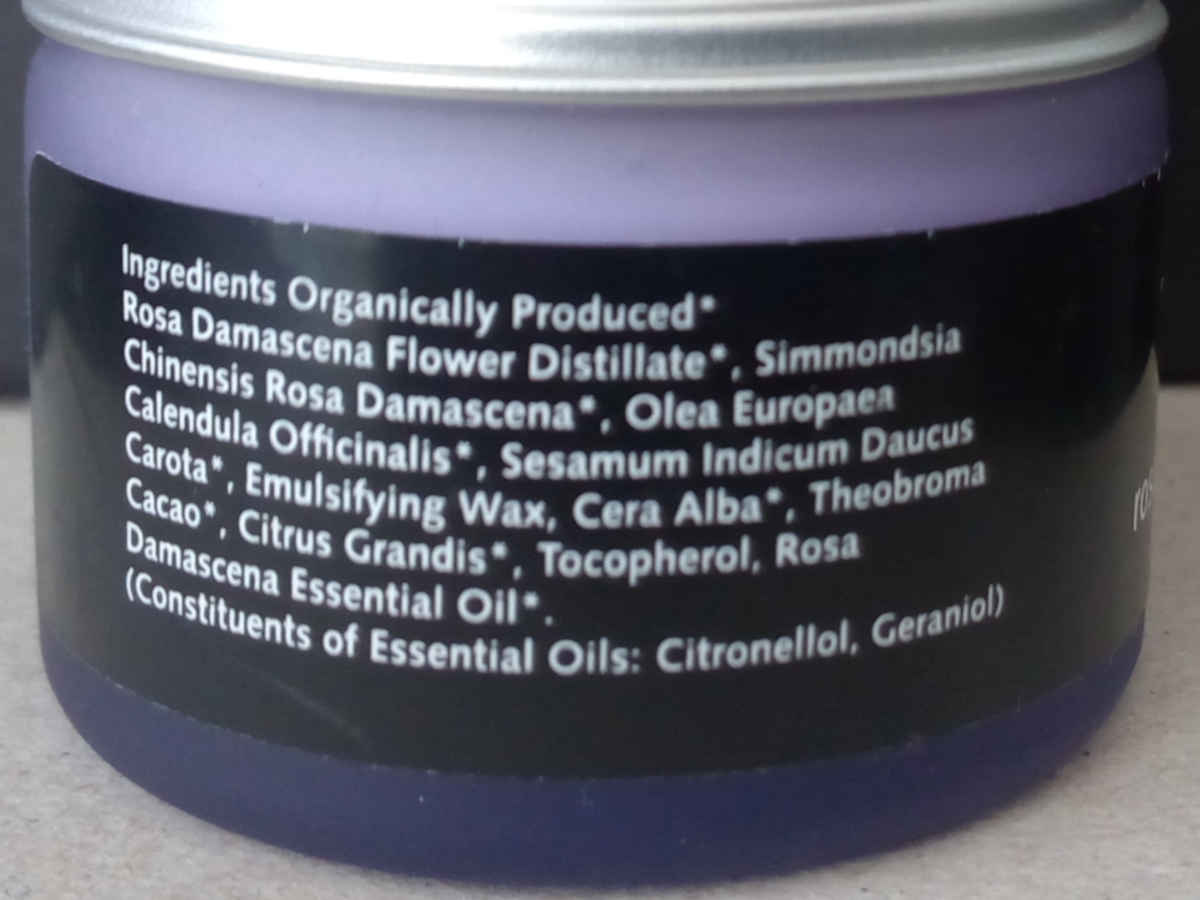 Ingredients Organically Produced*
Rosa Damascena Flower Distillate*, Simmondsia
Chinensis Rosa Damascena*, Olea Europaea
Calendula Officinalis*, Sesamum Indicum Daucus
Carota*, Emulsifying Wax, Cera Alba*, Theobroma
Cacao*, Citrus Grandis*, Tocopherol, Rosa
Damascena Essential Oil*.
(Constituents of Essential Oils: Citronellol, Geraniol)